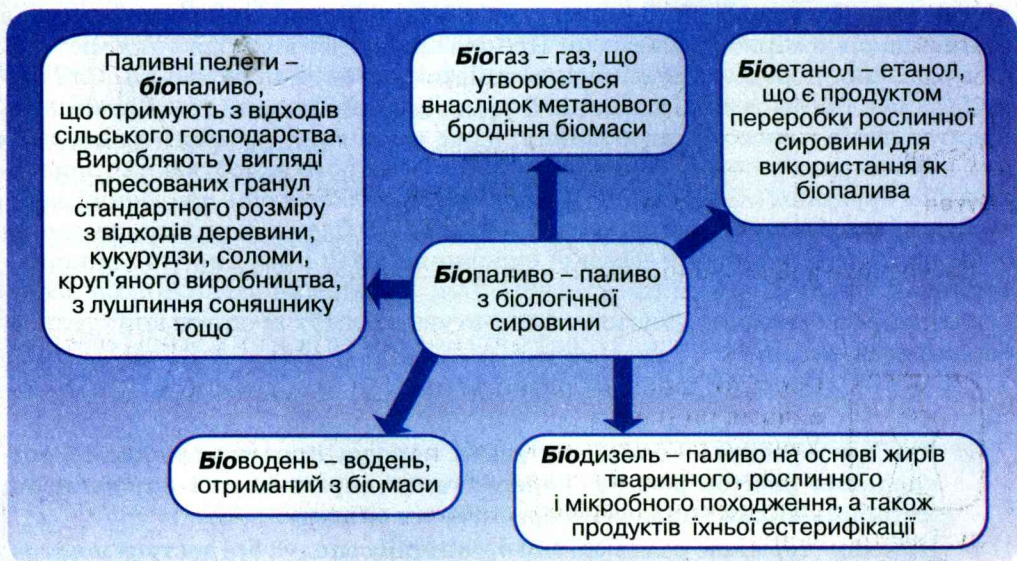 Паливні пелети –
біопаливо,
що отримують з відходів
сільського господарства.
Виробляють у вигляді
пресованих гранул
стандартного розміру
з відходів деревини,
кукурудзи, соломи,
круп'яного виробництва,
з лушпиння соняшнику
тощо
Біогаз – газ, що
утворюється
внаслідок метанового
бродіння біомаси
Біоетанол – етанол,
що є продуктом
переробки рослинної
сировини для
використання як
біопалива
Біопаливо – паливо
з біологічної
сировини
Біоводень – водень,
отриманий з біомаси
Біодизель – паливо на основі жирів
тваринного, рослинного
і мікробного походження, а також
продуктів їхньої естерифікації